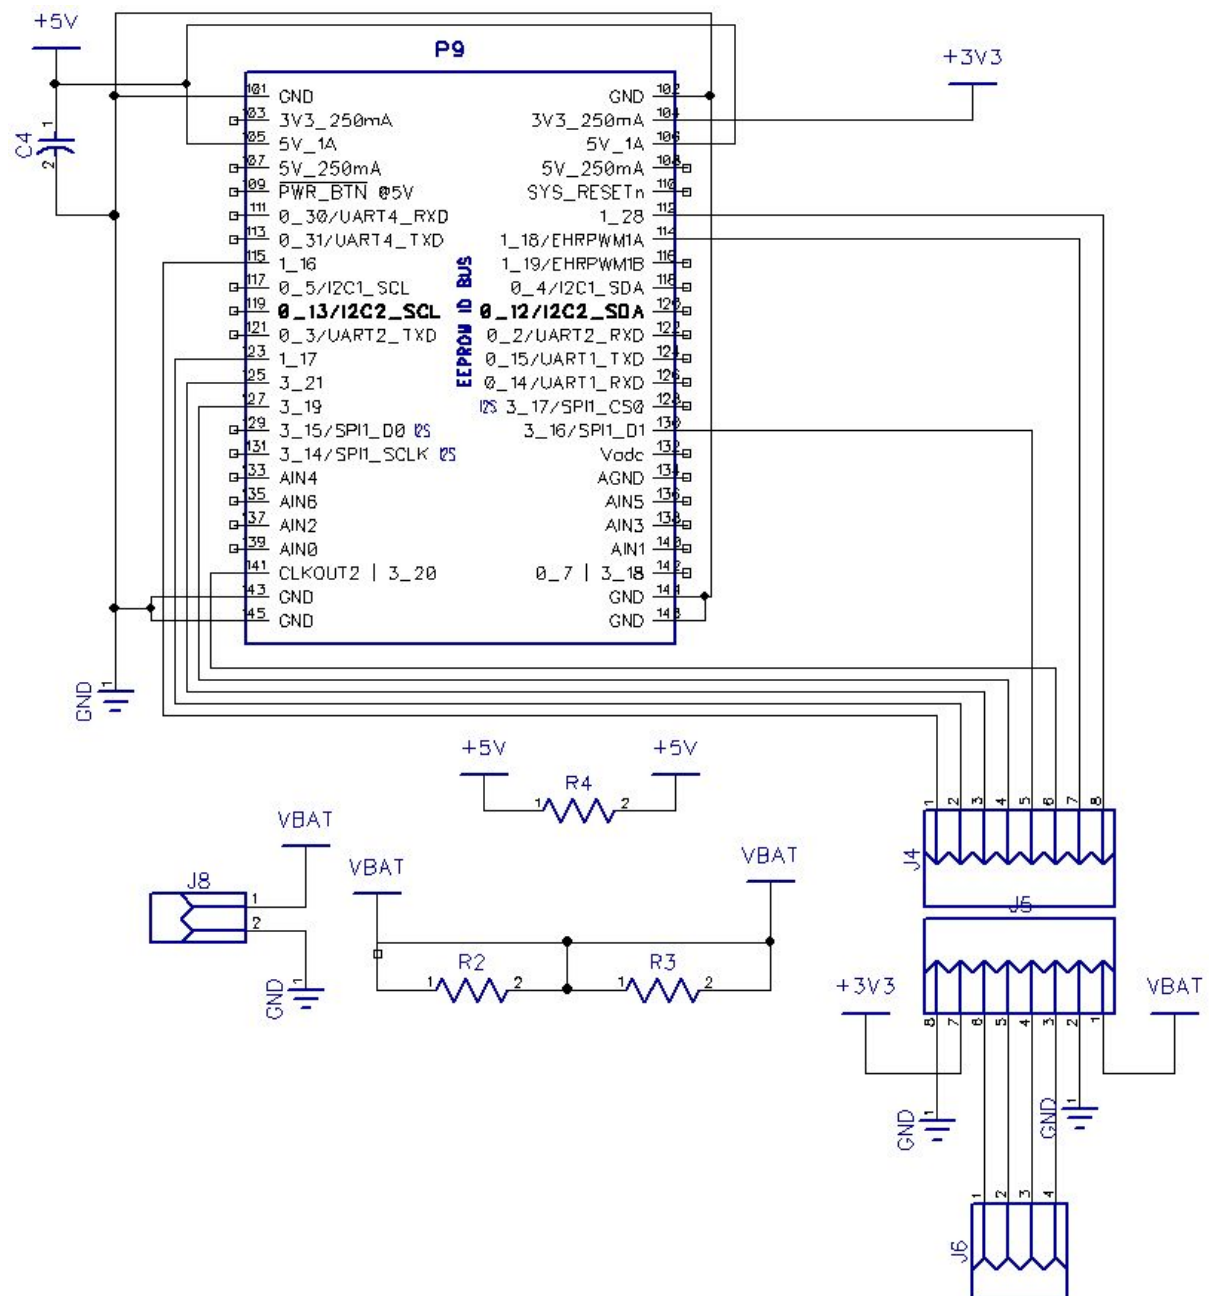 +5V
P9
+3V3
101 GND GND 102
103 3V3_250mA 3V3_250mA 104
105 5V_1A 5V_1A 106
107 5V_250mA 5V_250mA 108
109 PWR_BTN @5V SYS_RESETn 110
111 0_30/UART4_RXD 1_28 112
113 0_31/UART4_TXD 1_18/EHRPWM1A 114
115 1_16 1_19/EHRPWM1B 116
117 0_5/I2C1_SCL 0_4/I2C1_SDA 118
119 0_13/I2C2_SCL 0_12/I2C2_SDA 120
121 0_3/UART2_TXD 0_2/UART2_RXD 122
123 1_17 0_15/UART1_TXD 124
125 3_21 0_14/UART1_RXD 126
127 3_19 I2S 3_17/SPI1_CS0 128
129 3_15/SPI1_D0 I2S 3_16/SPI1_D1 130
131 3_14/SPI1_SCLK I2S Vadc 132
133 AIN4 AGND 134
135 AIN6 AIN5 136
137 AIN2 AIN3 138
139 AIN0 AIN1 140
141 CLKOUT2 | 3_20 0_7 | 3_18 142
143 GND GND 144
145 GND GND
EEPROM ID BUS
C4
1
2
GND 1
+5V +5V
R4
1 2
VBAT
J8
1
2
GND 1
VBAT VBAT
R2 R3
1 2 1 2
1 2 3 4 5 6 7 8
J4
J5
+3V3 VBAT
8 7 6 5 4 3 2 1
GND 1
GND 1
1 2 3 4
J6